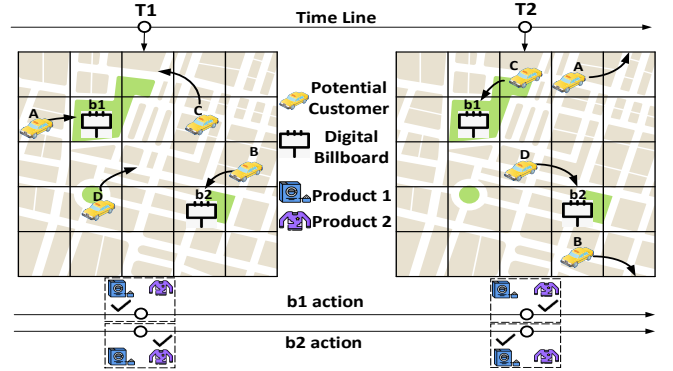 T1
Time Line
T2
A
b1
C
B
D
b2
Potential
Customer
Digital
Billboard
Product 1
Product 2
C
A
b1
D
b2
B
b1 action
b2 action